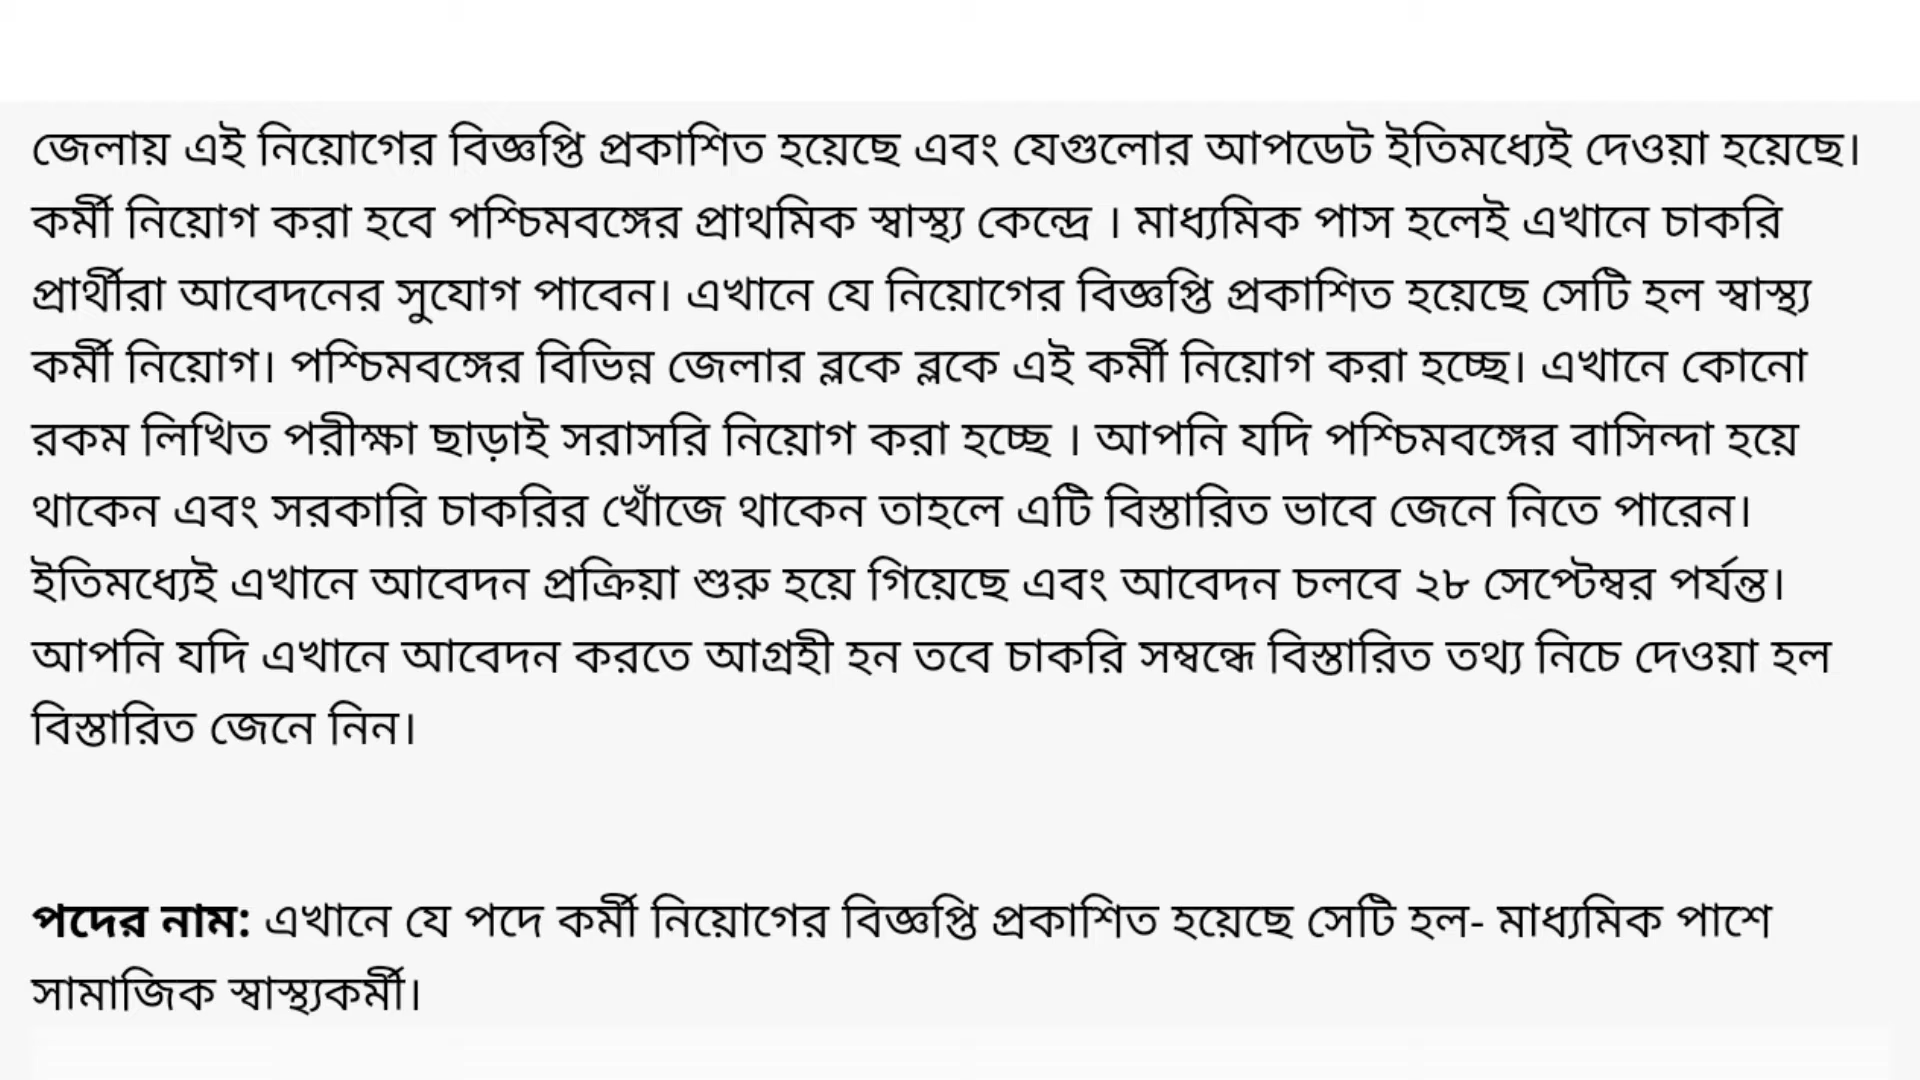 জেলায় এই নিয়োগের বিজ্ঞপ্তি প্রকাশিত হয়েছে এবং যেগুলোর আপডেট ইতিমধ্যেই দেওয়া হয়েছে।
কর্মী নিয়োগ করা হবে পশ্চিমবঙ্গের প্রাথমিক স্বাস্থ্য কেন্দ্রে । মাধ্যমিক পাস হলেই এখানে চাকরি
প্রার্থীরা আবেদনের সুযোগ পাবেন। এখানে যে নিয়োগের বিজ্ঞপ্তি প্রকাশিত হয়েছে সেটি হল স্বাস্থ্য
কর্মী নিয়োগ। পশ্চিমবঙ্গের বিভিন্ন জেলার ব্লকে ব্লকে এই কর্মী নিয়োগ করা হচ্ছে। এখানে কোনো
রকম লিখিত পরীক্ষা ছাড়াই সরাসরি নিয়োগ করা হচ্ছে । আপনি যদি পশ্চিমবঙ্গের বাসিন্দা হয়ে
থাকেন এবং সরকারি চাকরির খোঁজে থাকেন তাহলে এটি বিস্তারিত ভাবে জেনে নিতে পারেন।
ইতিমধ্যেই এখানে আবেদন প্রক্রিয়া শুরু হয়ে গিয়েছে এবং আবেদন চলবে ২৮ সেপ্টেম্বর পর্যন্ত।
আপনি যদি এখানে আবেদন করতে আগ্রহী হন তবে চাকরি সম্বন্ধে বিস্তারিত তথ্য নিচে দেওয়া হল
বিস্তারিত জেনে নিন।
পদের নাম: এখানে যে পদে কর্মী নিয়োগের বিজ্ঞপ্তি প্রকাশিত হয়েছে সেটি হল- মাধ্যমিক পাশে
সামাজিক স্বাস্থ্যকর্মী।